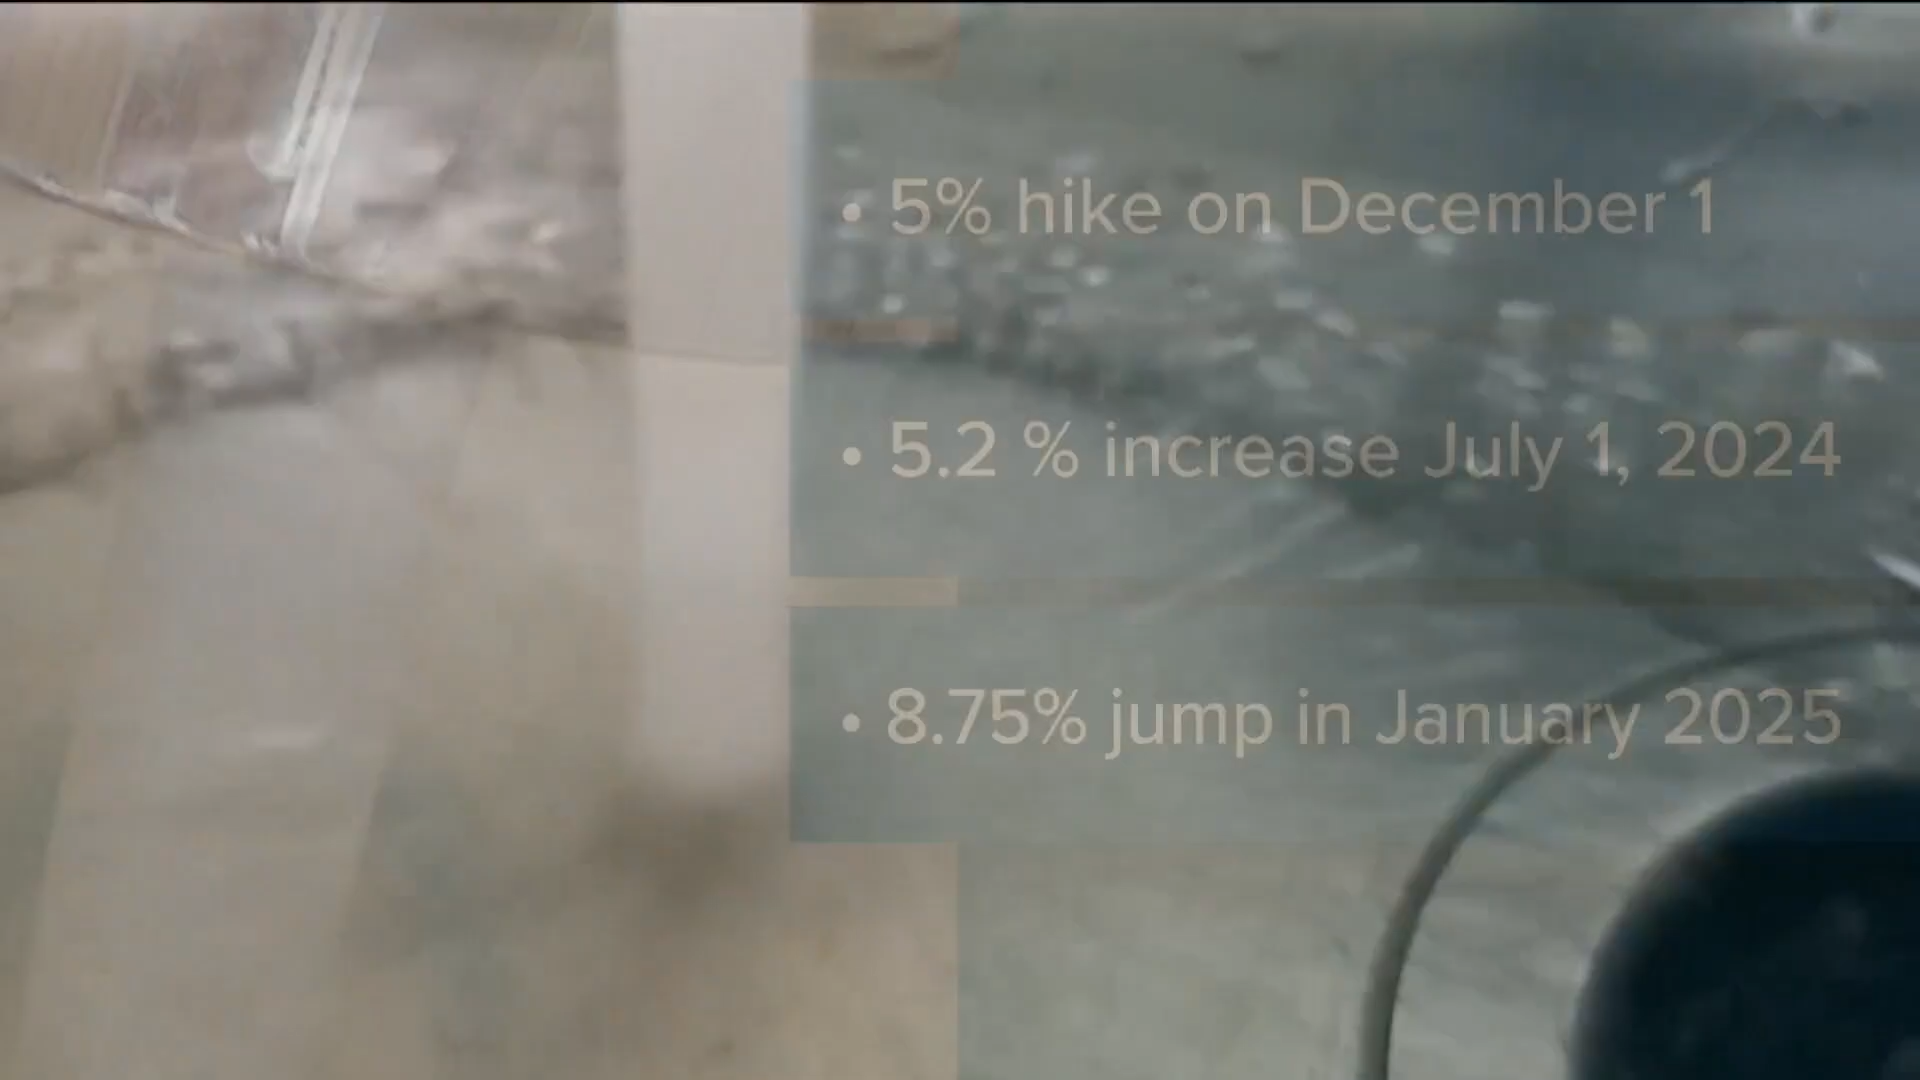 • 5% hike on December 1
• 5.2 % increase July 1, 2024
• 8.75% jump in January 2025